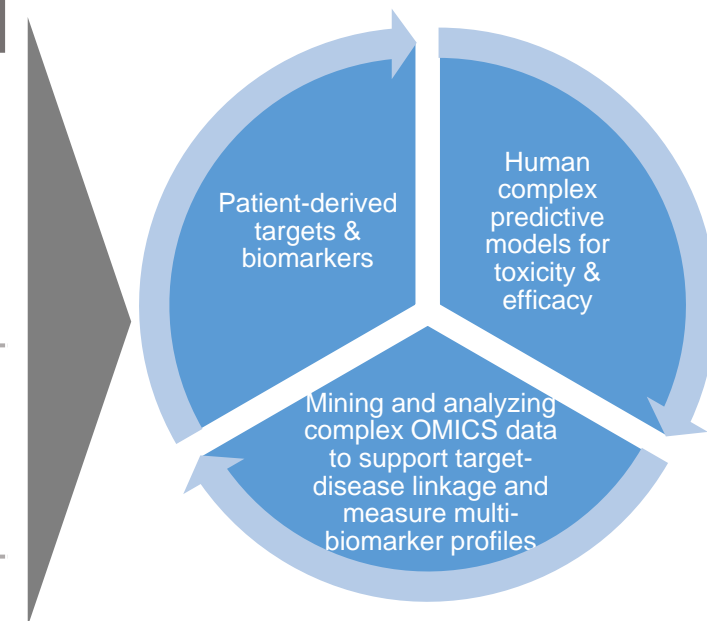 Patient-derived
targets &
biomarkers
Human
complex
predictive
models for
toxicity &
efficacy
Mining and analyzing
complex OMICS data
to support target-
disease linkage and
measure multi-
biomarker profiles